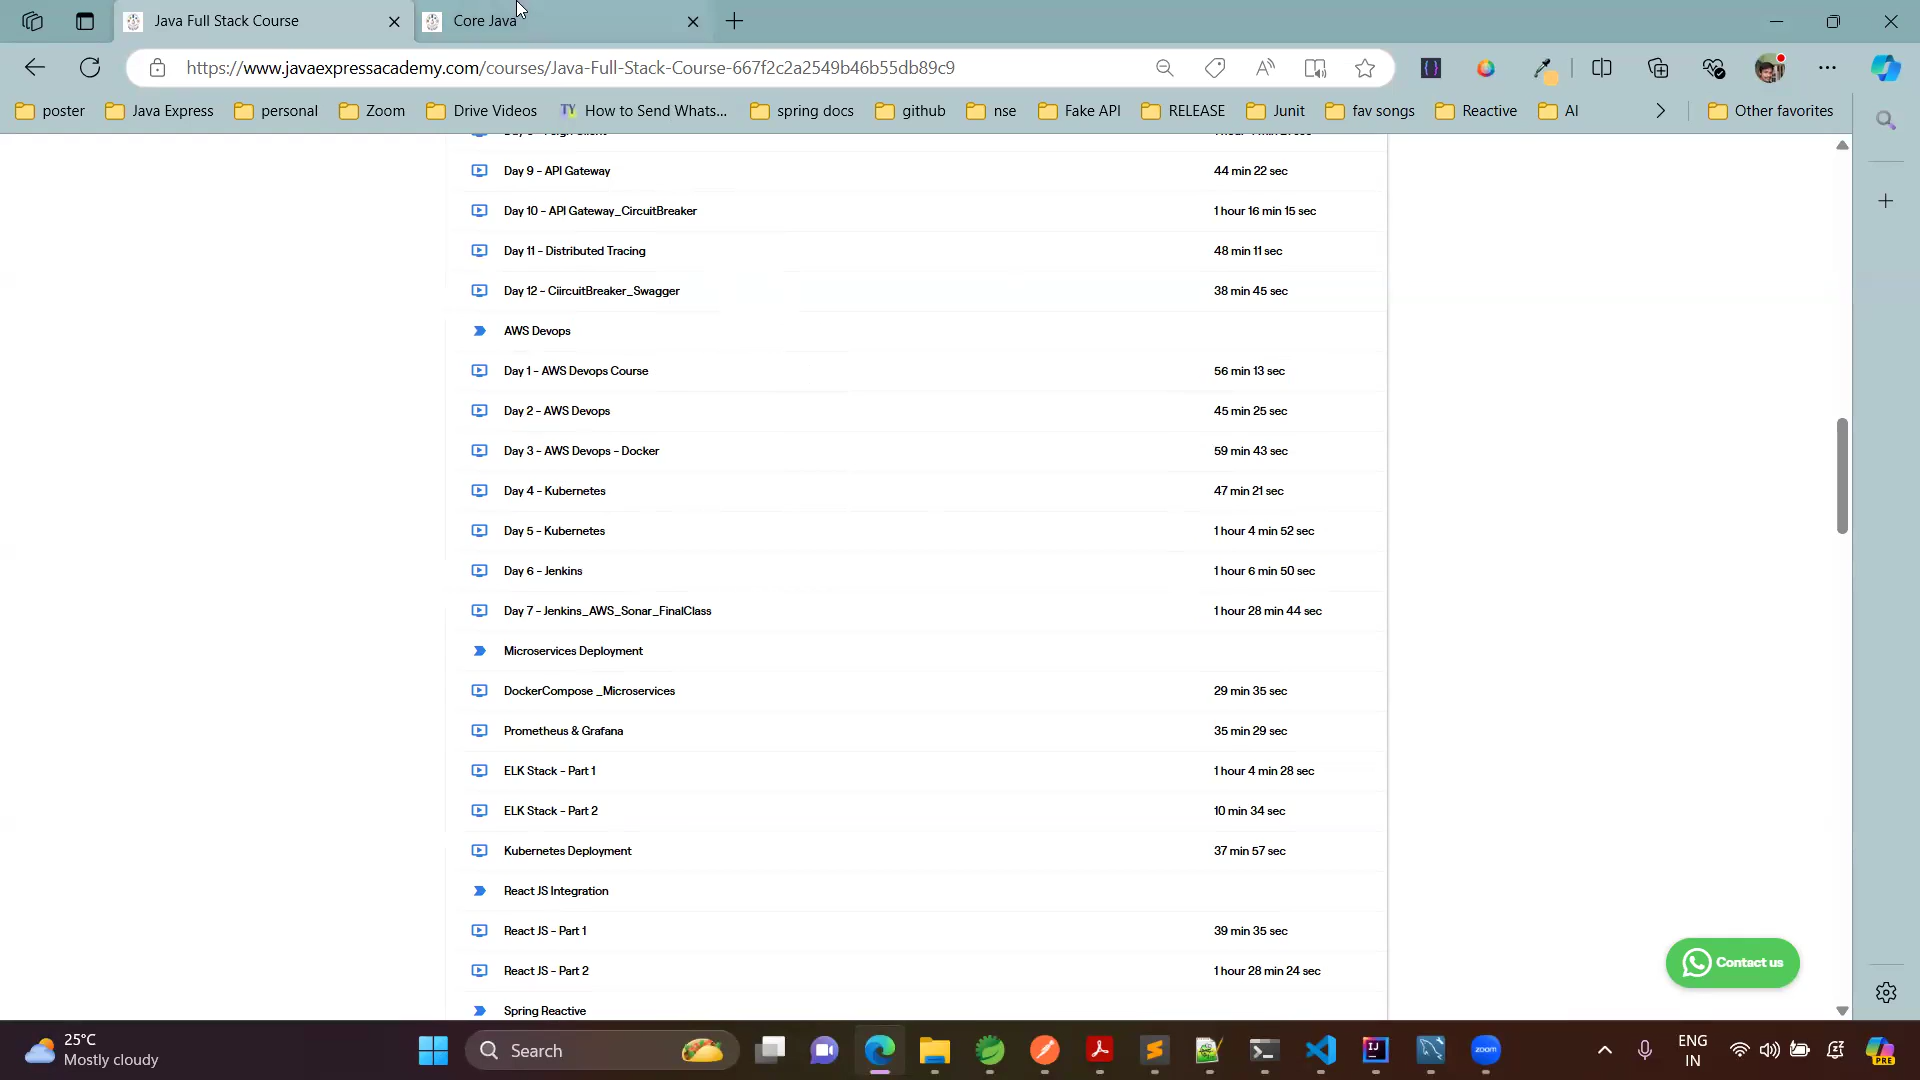 Java Full Stack Course
Core Java
https://www.javaexpressacademy.com/courses/Java-Full-Stack-Course-667f2c2a2549b46b55db89c9
poster
Java Express
personal
Zoom
Drive Videos
TY How to Send Whats...
spring docs
github
nse
Fake API
RELEASE
Junit
fav songs
Reactive
AI
Other favorites
Day 9 - API Gateway 44 min 22 sec
Day 10 - API Gateway_CircuitBreaker 1 hour 16 min 15 sec
Day 11 - Distributed Tracing 48 min 11 sec
Day 12 - CiircuitBreaker_Swagger 38 min 45 sec
AWS Devops
Day 1 - AWS Devops Course 56 min 13 sec
Day 2 - AWS Devops 45 min 25 sec
Day 3 - AWS Devops - Docker 59 min 43 sec
Day 4 - Kubernetes 47 min 21 sec
Day 5 - Kubernetes 1 hour 4 min 52 sec
Day 6 - Jenkins 1 hour 6 min 50 sec
Day 7 - Jenkins_AWS_Sonar_FinalClass 1 hour 28 min 44 sec
Microservices Deployment
DockerCompose _Microservices 29 min 35 sec
Prometheus & Grafana 35 min 29 sec
ELK Stack - Part 1 1 hour 4 min 28 sec
ELK Stack - Part 2 10 min 34 sec
Kubernetes Deployment 37 min 57 sec
React JS Integration
React JS - Part 1 39 min 35 sec
Contact us
React JS - Part 2 1 hour 28 min 24 sec
Spring Reactive
25°C
Mostly cloudy
Search
zoom
ENG
IN
PRE